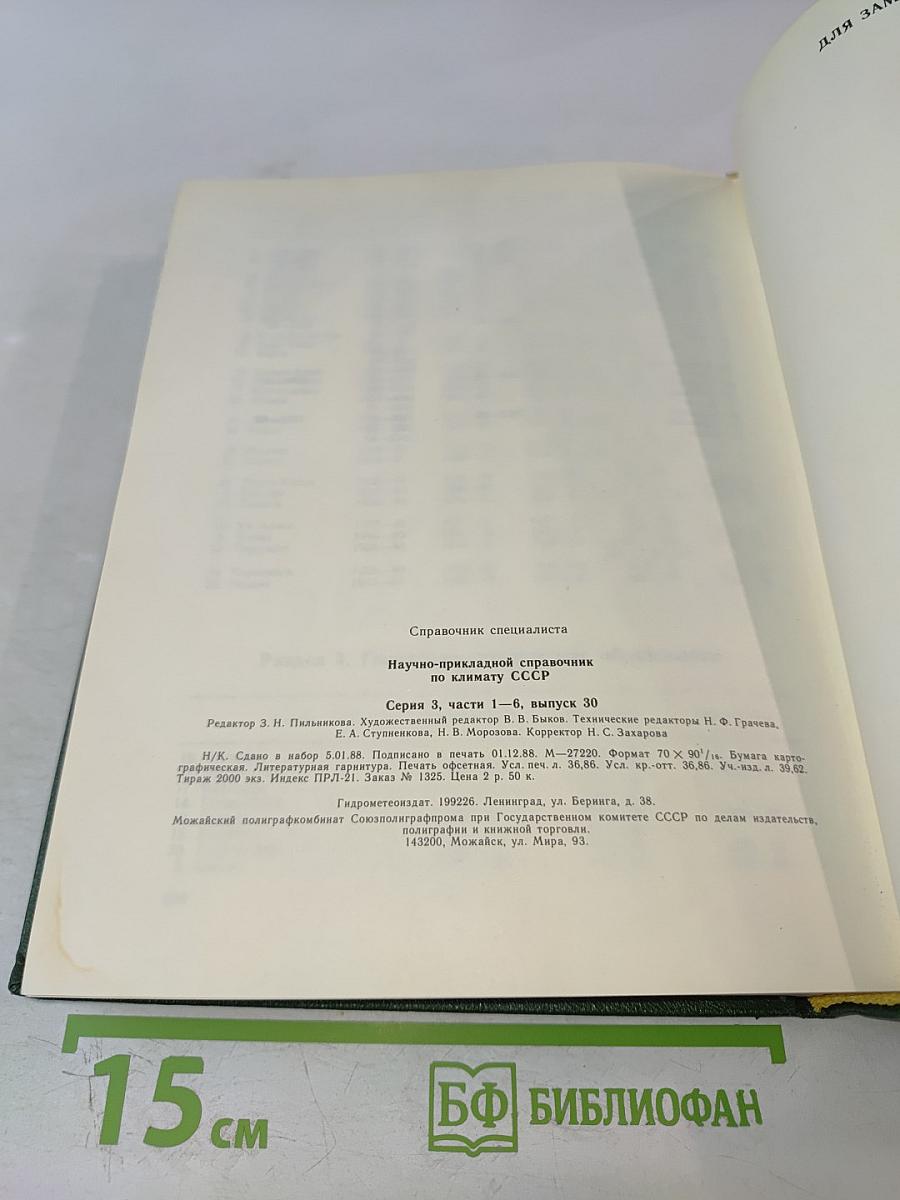 ДЛЯ
Справочник специалиста
Научно-прикладной справочник
по климату СССР
Серия 3, части 1—6, выпуск 30
Редактор З. Н. Пильникова. Художественный редактор В. В. Быков. Технические редакторы Н. Ф. Грачева,
Е. А. Ступненкова, Н. В. Морозова. Корректор Н. С. Захарова
Н/К. Сдано в набор 5.01.88. Подписано в печать 01.12.88. М—27220. Формат 70 × 90¹/₁₆. Бумага карто-
графическая. Литературная гарнитура. Печать офсетная. Усл. печ. л. 36,86. Усл. кр.-отт. 36,86. Уч.-изд. л. 39,62.
Тираж 2000 экз. Индекс ПРЛ-21. Заказ № 1325. Цена 2 р. 50 к.
Гидрометеоиздат. 199226. Ленинград, ул. Беринга, д. 38.
Можайский полиграфкомбинат Союзполиграфпрома при Государственном комитете СССР по делам издательств,
полиграфии и книжной торговли.
143200, Можайск, ул. Мира, 93.
15 см
БФ БИБЛИОФАН